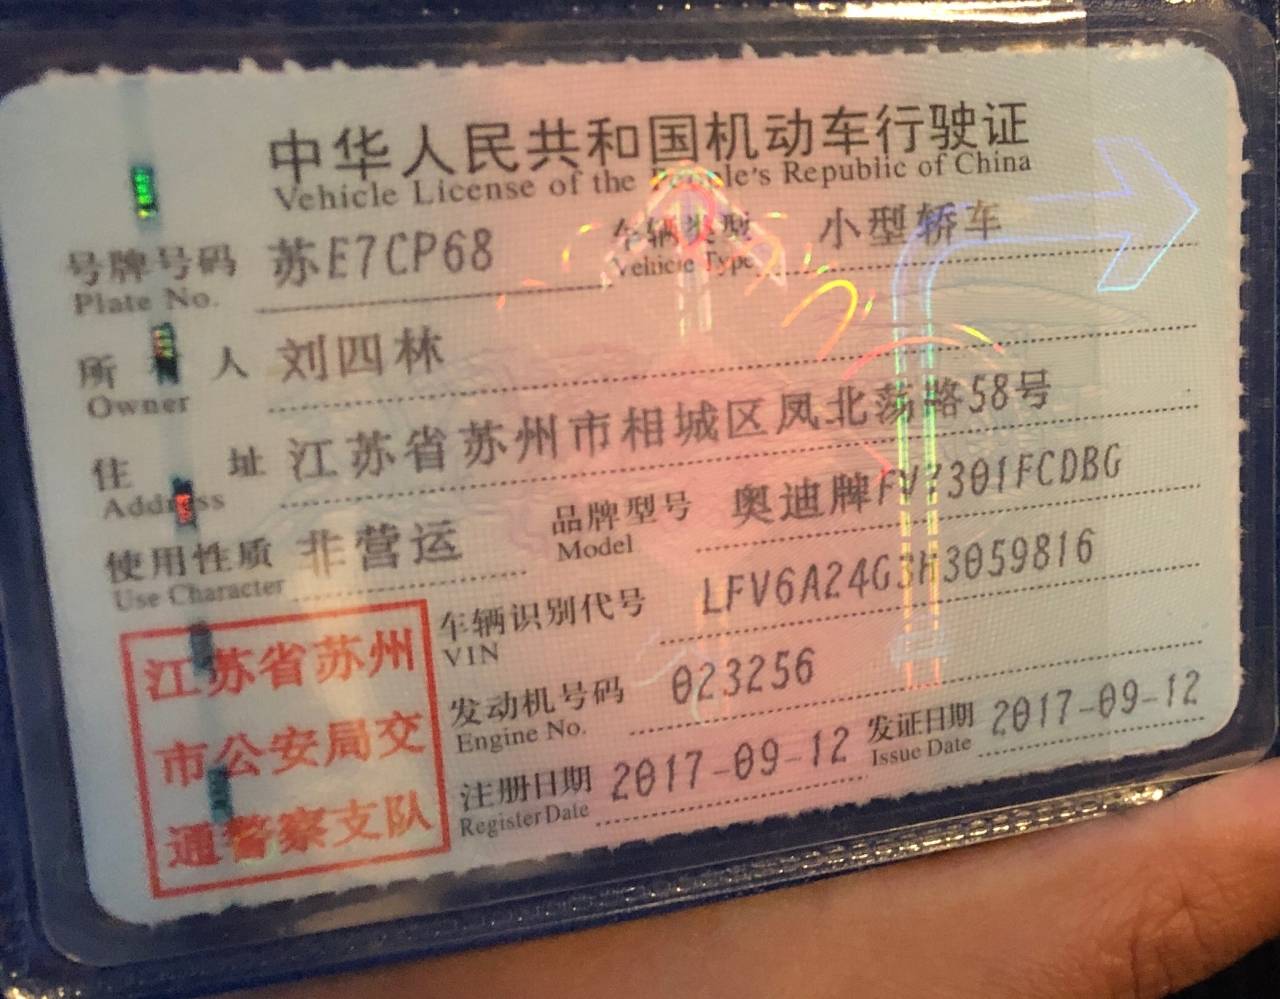 中华人民共和国机动车行驶证
Vehicle License of the People's Republic of China
号牌号码 苏E7CP68 车辆类型 小型轿车
Plate No. Vehicle Type
所有人 刘四林
Owner
住址 江苏省苏州市相城区凤北荡路58号
Address
使用性质 非营运 品牌型号 奥迪牌FV7301FCDBG
Use Character Model
车辆识别代号 LFV6A24G3H3059816
VIN
发动机号码 023256
Engine No.
注册日期 2017-09-12 发证日期 2017-09-12
Register Date Issue Date
江苏省苏州
市公安局交
通警察支队